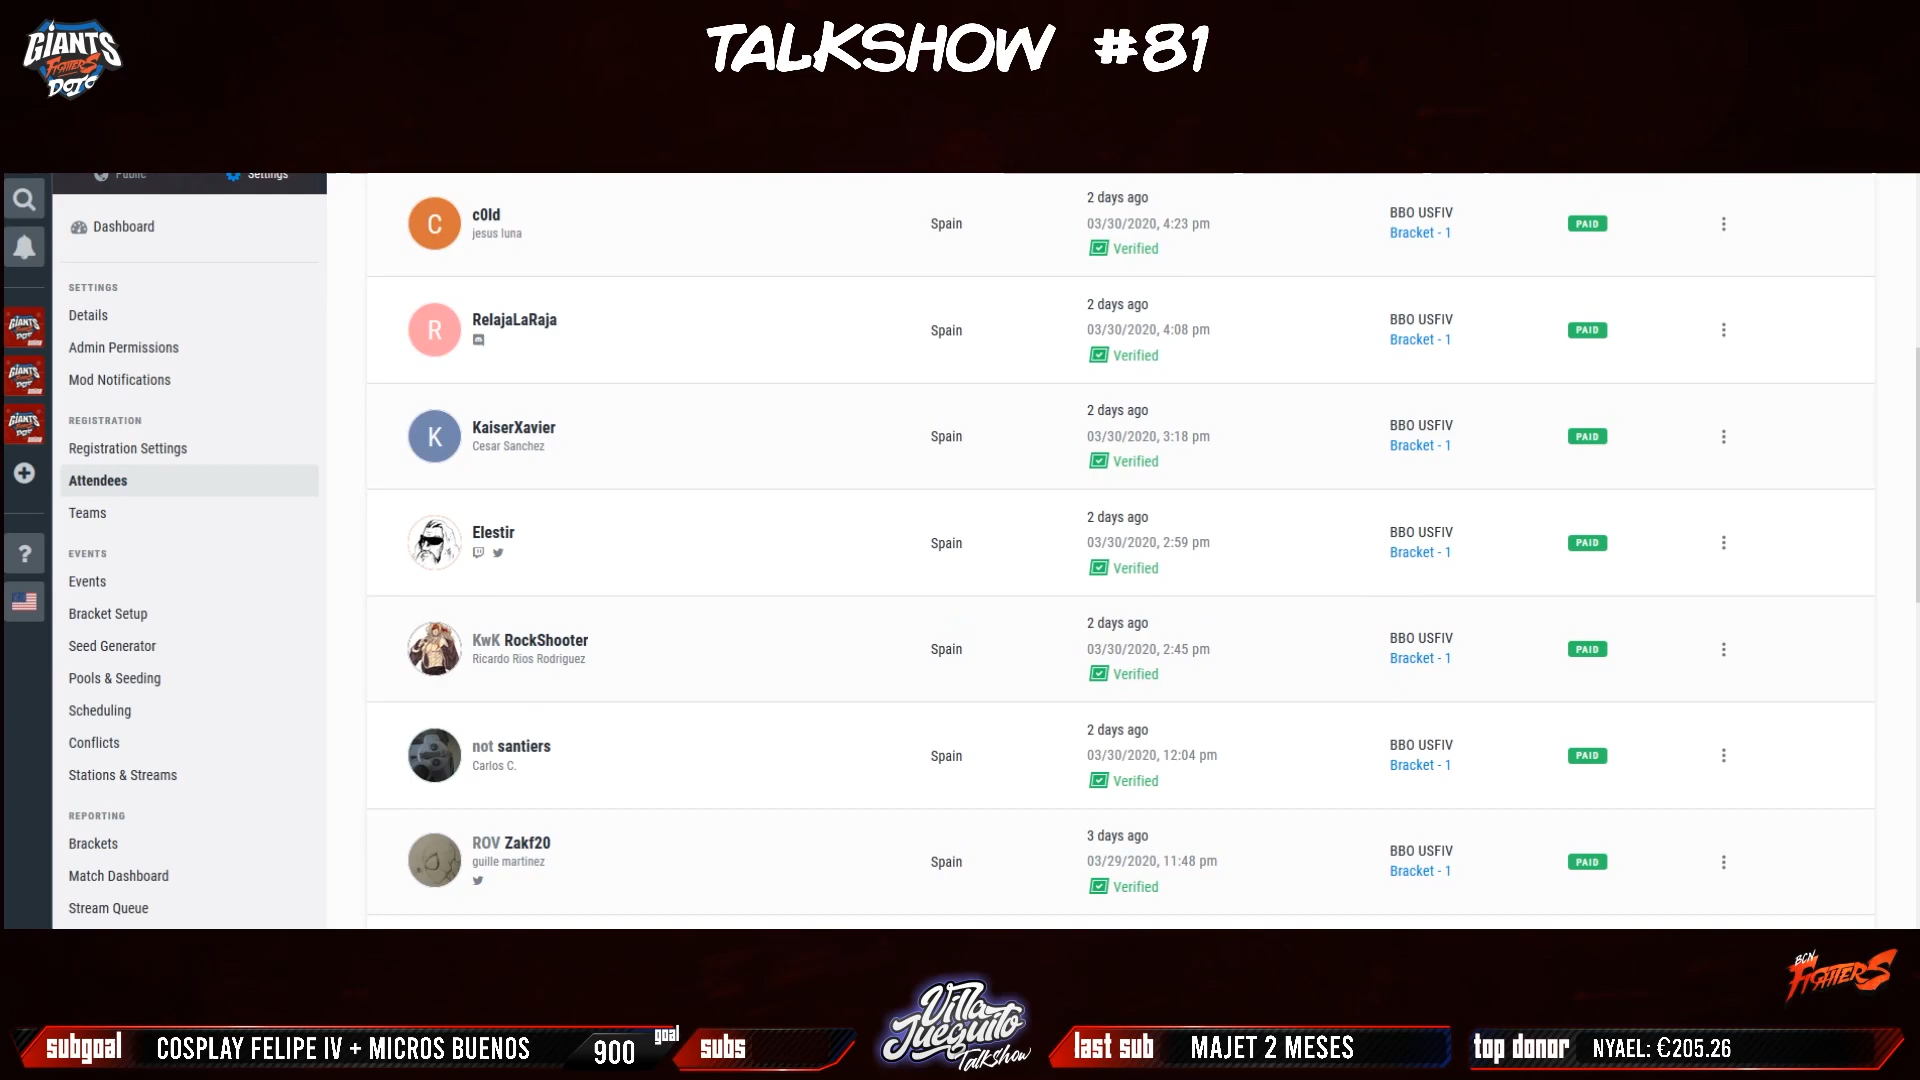 GIANTS
FIGHTERS
DOJO
TALKSHOW #81
Public
Settings
Dashboard
SETTINGS
Details
Admin Permissions
Mod Notifications
REGISTRATION
Registration Settings
Attendees
Teams
EVENTS
Events
Bracket Setup
Seed Generator
Pools & Seeding
Scheduling
Conflicts
Stations & Streams
REPORTING
Brackets
Match Dashboard
Stream Queue
C
c0ld
jesus luna
Spain
2 days ago
03/30/2020, 4:23 pm
Verified
BBO USFIV
Bracket - 1
PAID
R
RelajaLaRaja
Spain
2 days ago
03/30/2020, 4:08 pm
Verified
BBO USFIV
Bracket - 1
PAID
K
KaiserXavier
Cesar Sanchez
Spain
2 days ago
03/30/2020, 3:18 pm
Verified
BBO USFIV
Bracket - 1
PAID
Elestir
Spain
2 days ago
03/30/2020, 2:59 pm
Verified
BBO USFIV
Bracket - 1
PAID
KwK RockShooter
Ricardo Rios Rodriguez
Spain
2 days ago
03/30/2020, 2:45 pm
Verified
BBO USFIV
Bracket - 1
PAID
not santiers
Carlos C.
Spain
2 days ago
03/30/2020, 12:04 pm
Verified
BBO USFIV
Bracket - 1
PAID
ROV Zakf20
guille martinez
Spain
3 days ago
03/29/2020, 11:48 pm
Verified
BBO USFIV
Bracket - 1
PAID
BCN
FIGHTERS
subgoal COSPLAY FELIPE IV + MICROS BUENOS 900 goal
subs
Villa
Juequito
TalkShow
last sub MAJET 2 MESES
top donor NYAEL: €205.26